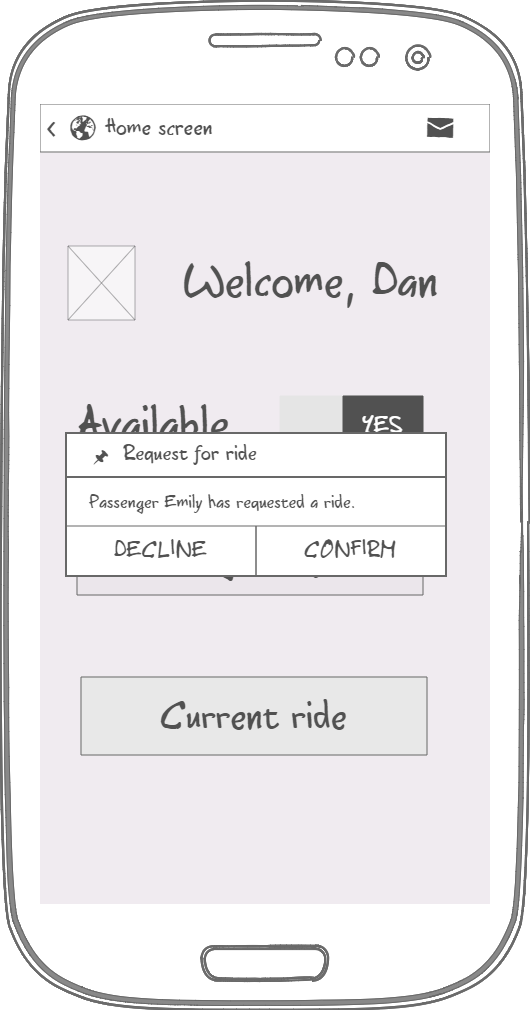 Home screen
Welcome, Dan
Available YES
Request for ride
Passenger Emily has requested a ride.
DECLINE CONFIRM
Current ride